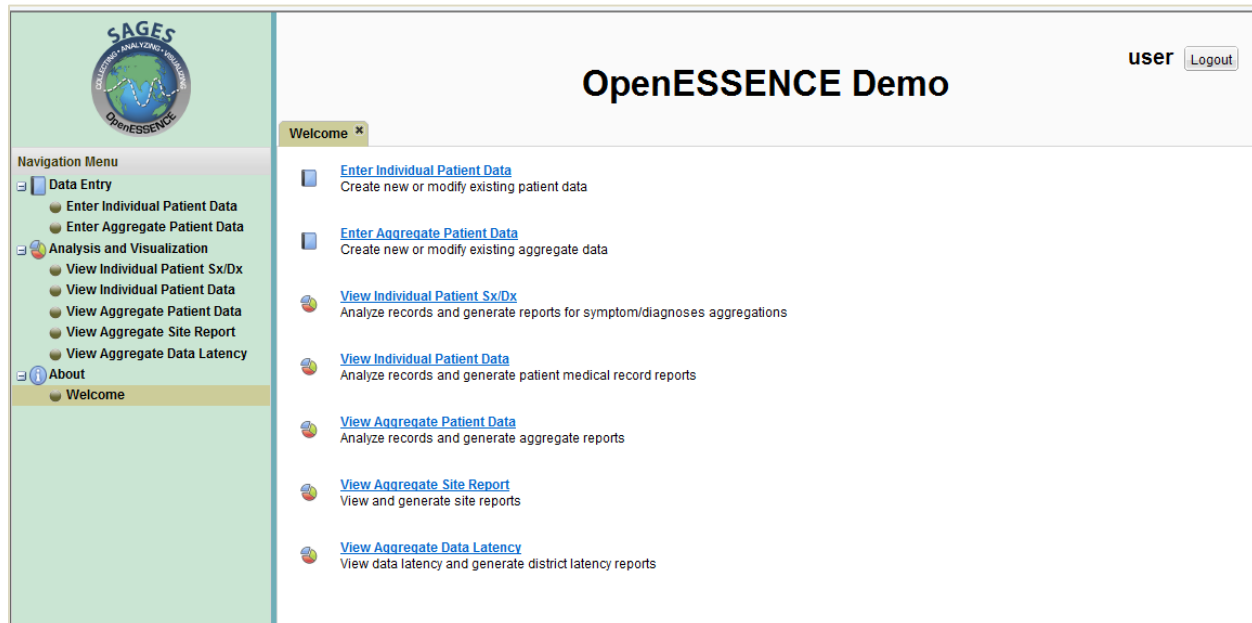 SAGES
COLLECTING • ANALYZING • VISUALIZING
OpenESSENCE
OpenESSENCE Demo
user
Logout
Welcome
Navigation Menu
Data Entry
Enter Individual Patient Data
Enter Aggregate Patient Data
Analysis and Visualization
View Individual Patient Sx/Dx
View Individual Patient Data
View Aggregate Patient Data
View Aggregate Site Report
View Aggregate Data Latency
About
Welcome
Enter Individual Patient Data
Create new or modify existing patient data
Enter Aggregate Patient Data
Create new or modify existing aggregate data
View Individual Patient Sx/Dx
Analyze records and generate reports for symptom/diagnoses aggregations
View Individual Patient Data
Analyze records and generate patient medical record reports
View Aggregate Patient Data
Analyze records and generate aggregate reports
View Aggregate Site Report
View and generate site reports
View Aggregate Data Latency
View data latency and generate district latency reports